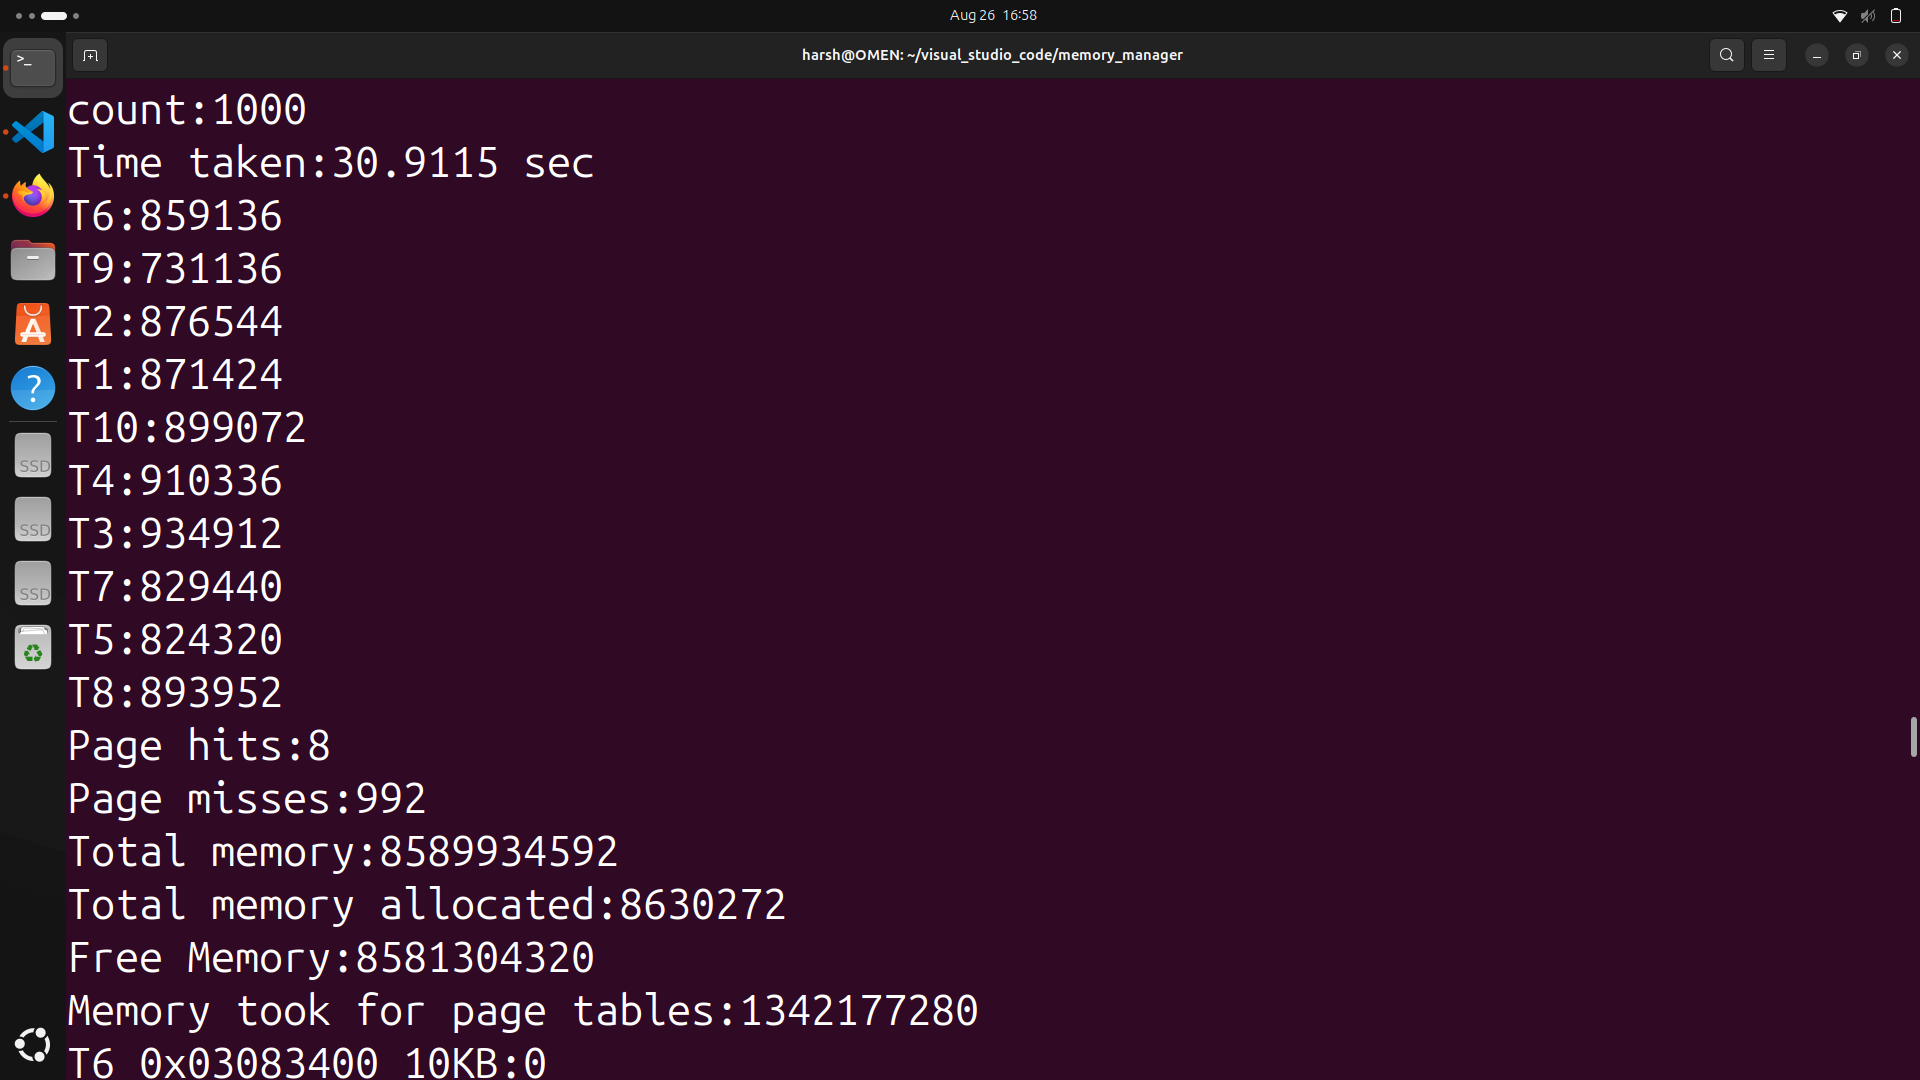 Aug 26 16:58
harsh@OMEN: ~/visual_studio_code/memory_manager
count:1000
Time taken:30.9115 sec
T6:859136
T9:731136
T2:876544
T1:871424
T10:899072
T4:910336
T3:934912
T7:829440
T5:824320
T8:893952
Page hits:8
Page misses:992
Total memory:8589934592
Total memory allocated:8630272
Free Memory:8581304320
Memory took for page tables:1342177280
T6 0x03083400 10KB:0
>_
A
?
SSD
SSD
SSD